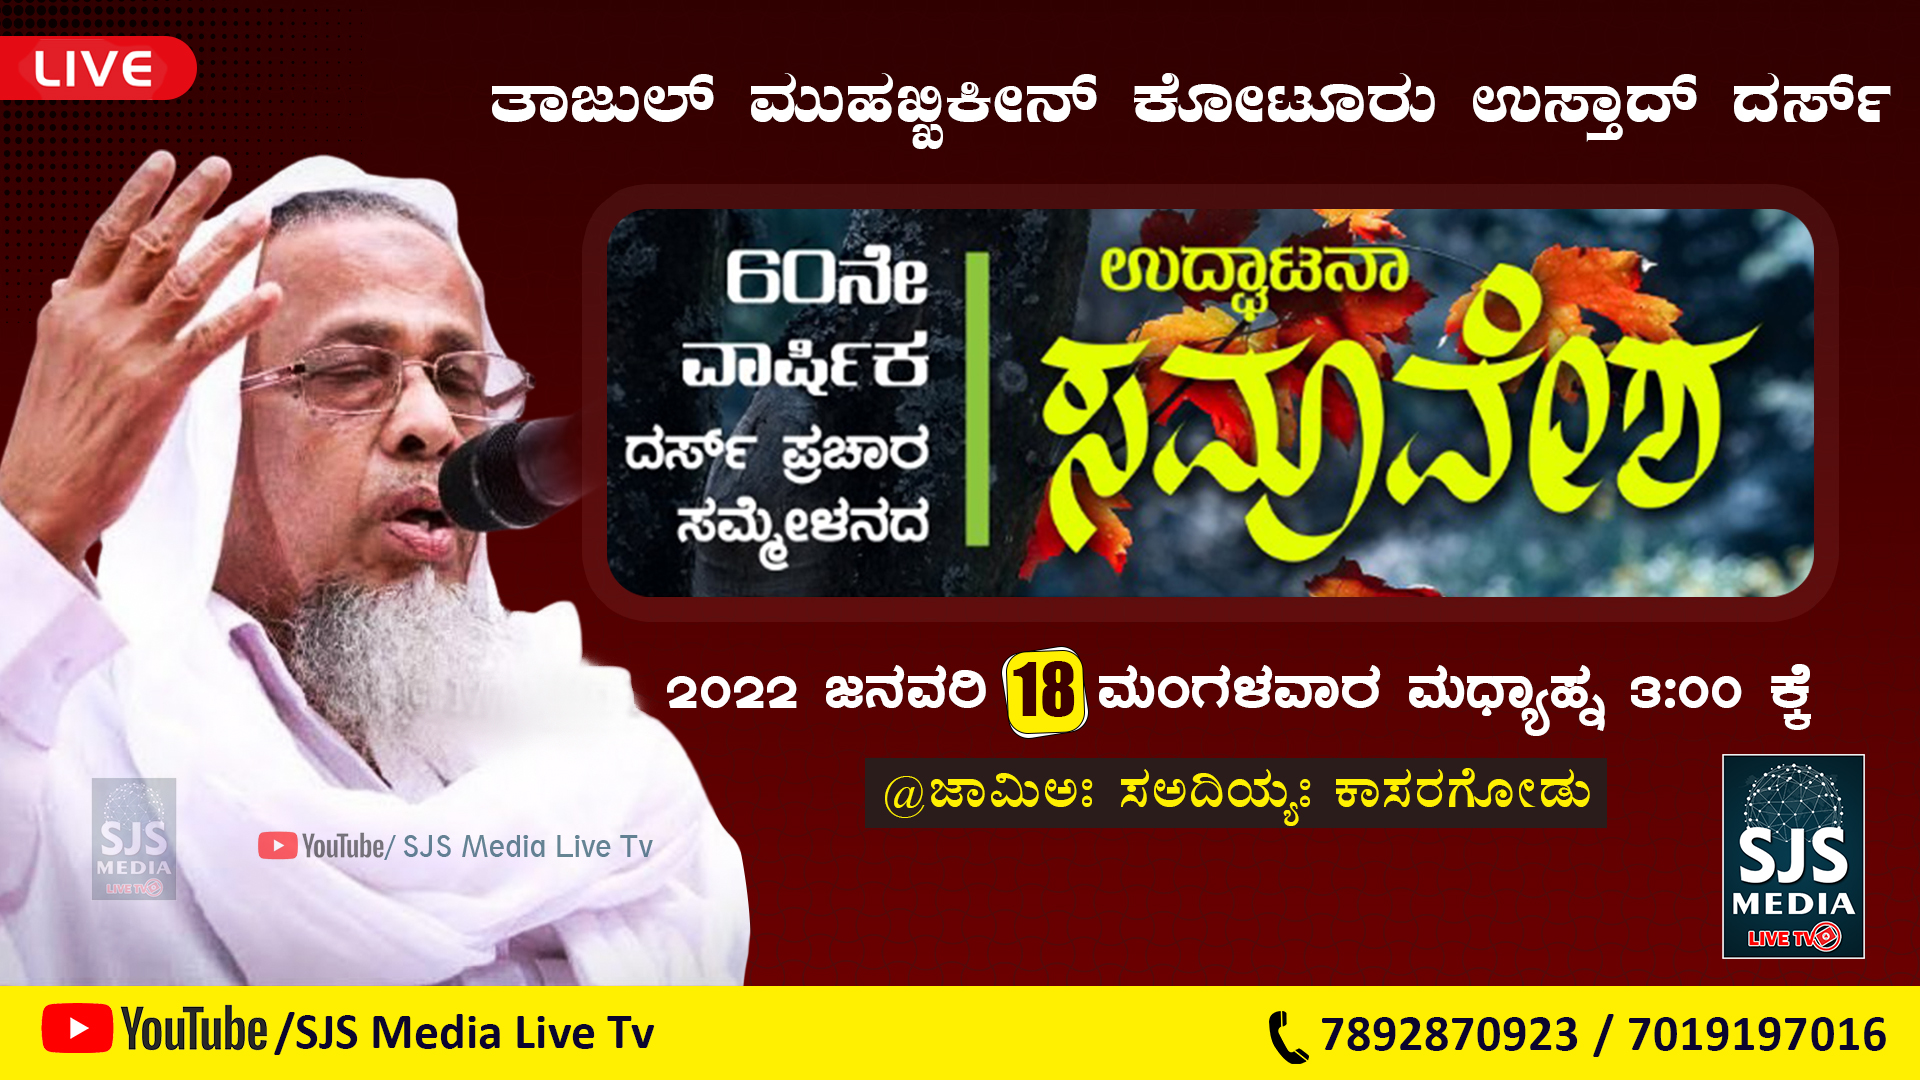 LIVE
ತಾಜುಲ್ ಮುಹಖ್ಖಿಕೀನ್ ಕೋಟೂರು ಉಸ್ತಾದ್ ದರ್ಸ್
60ನೇ
ವಾರ್ಷಿಕ
ದರ್ಸ್ ಪ್ರಚಾರ
ಸಮ್ಮೇಳನದ
ಉದ್ಘಾಟನಾ
ಸಮಾವೇಶ
2022 ಜನವರಿ 18 ಮಂಗಳವಾರ ಮಧ್ಯಾಹ್ನ ೩:೦೦ ಕ್ಕೆ
@ಜಾಮಿಅಃ ಸಅದಿಯ್ಯಃ ಕಾಸರಗೋಡು
SJS
MEDIA
LIVE TV
YouTube/ SJS Media Live Tv
SJS
MEDIA
LIVE TV
YouTube /SJS Media Live Tv
7892870923 / 7019197016